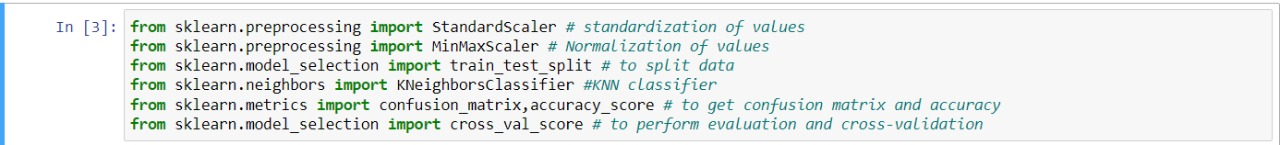 In [3]: from sklearn.preprocessing import StandardScaler # standardization of values
from sklearn.preprocessing import MinMaxScaler # Normalization of values
from sklearn.model_selection import train_test_split # to split data
from sklearn.neighbors import KNeighborsClassifier #KNN classifier
from sklearn.metrics import confusion_matrix,accuracy_score # to get confusion matrix and accuracy
from sklearn.model_selection import cross_val_score # to perform evaluation and cross-validation